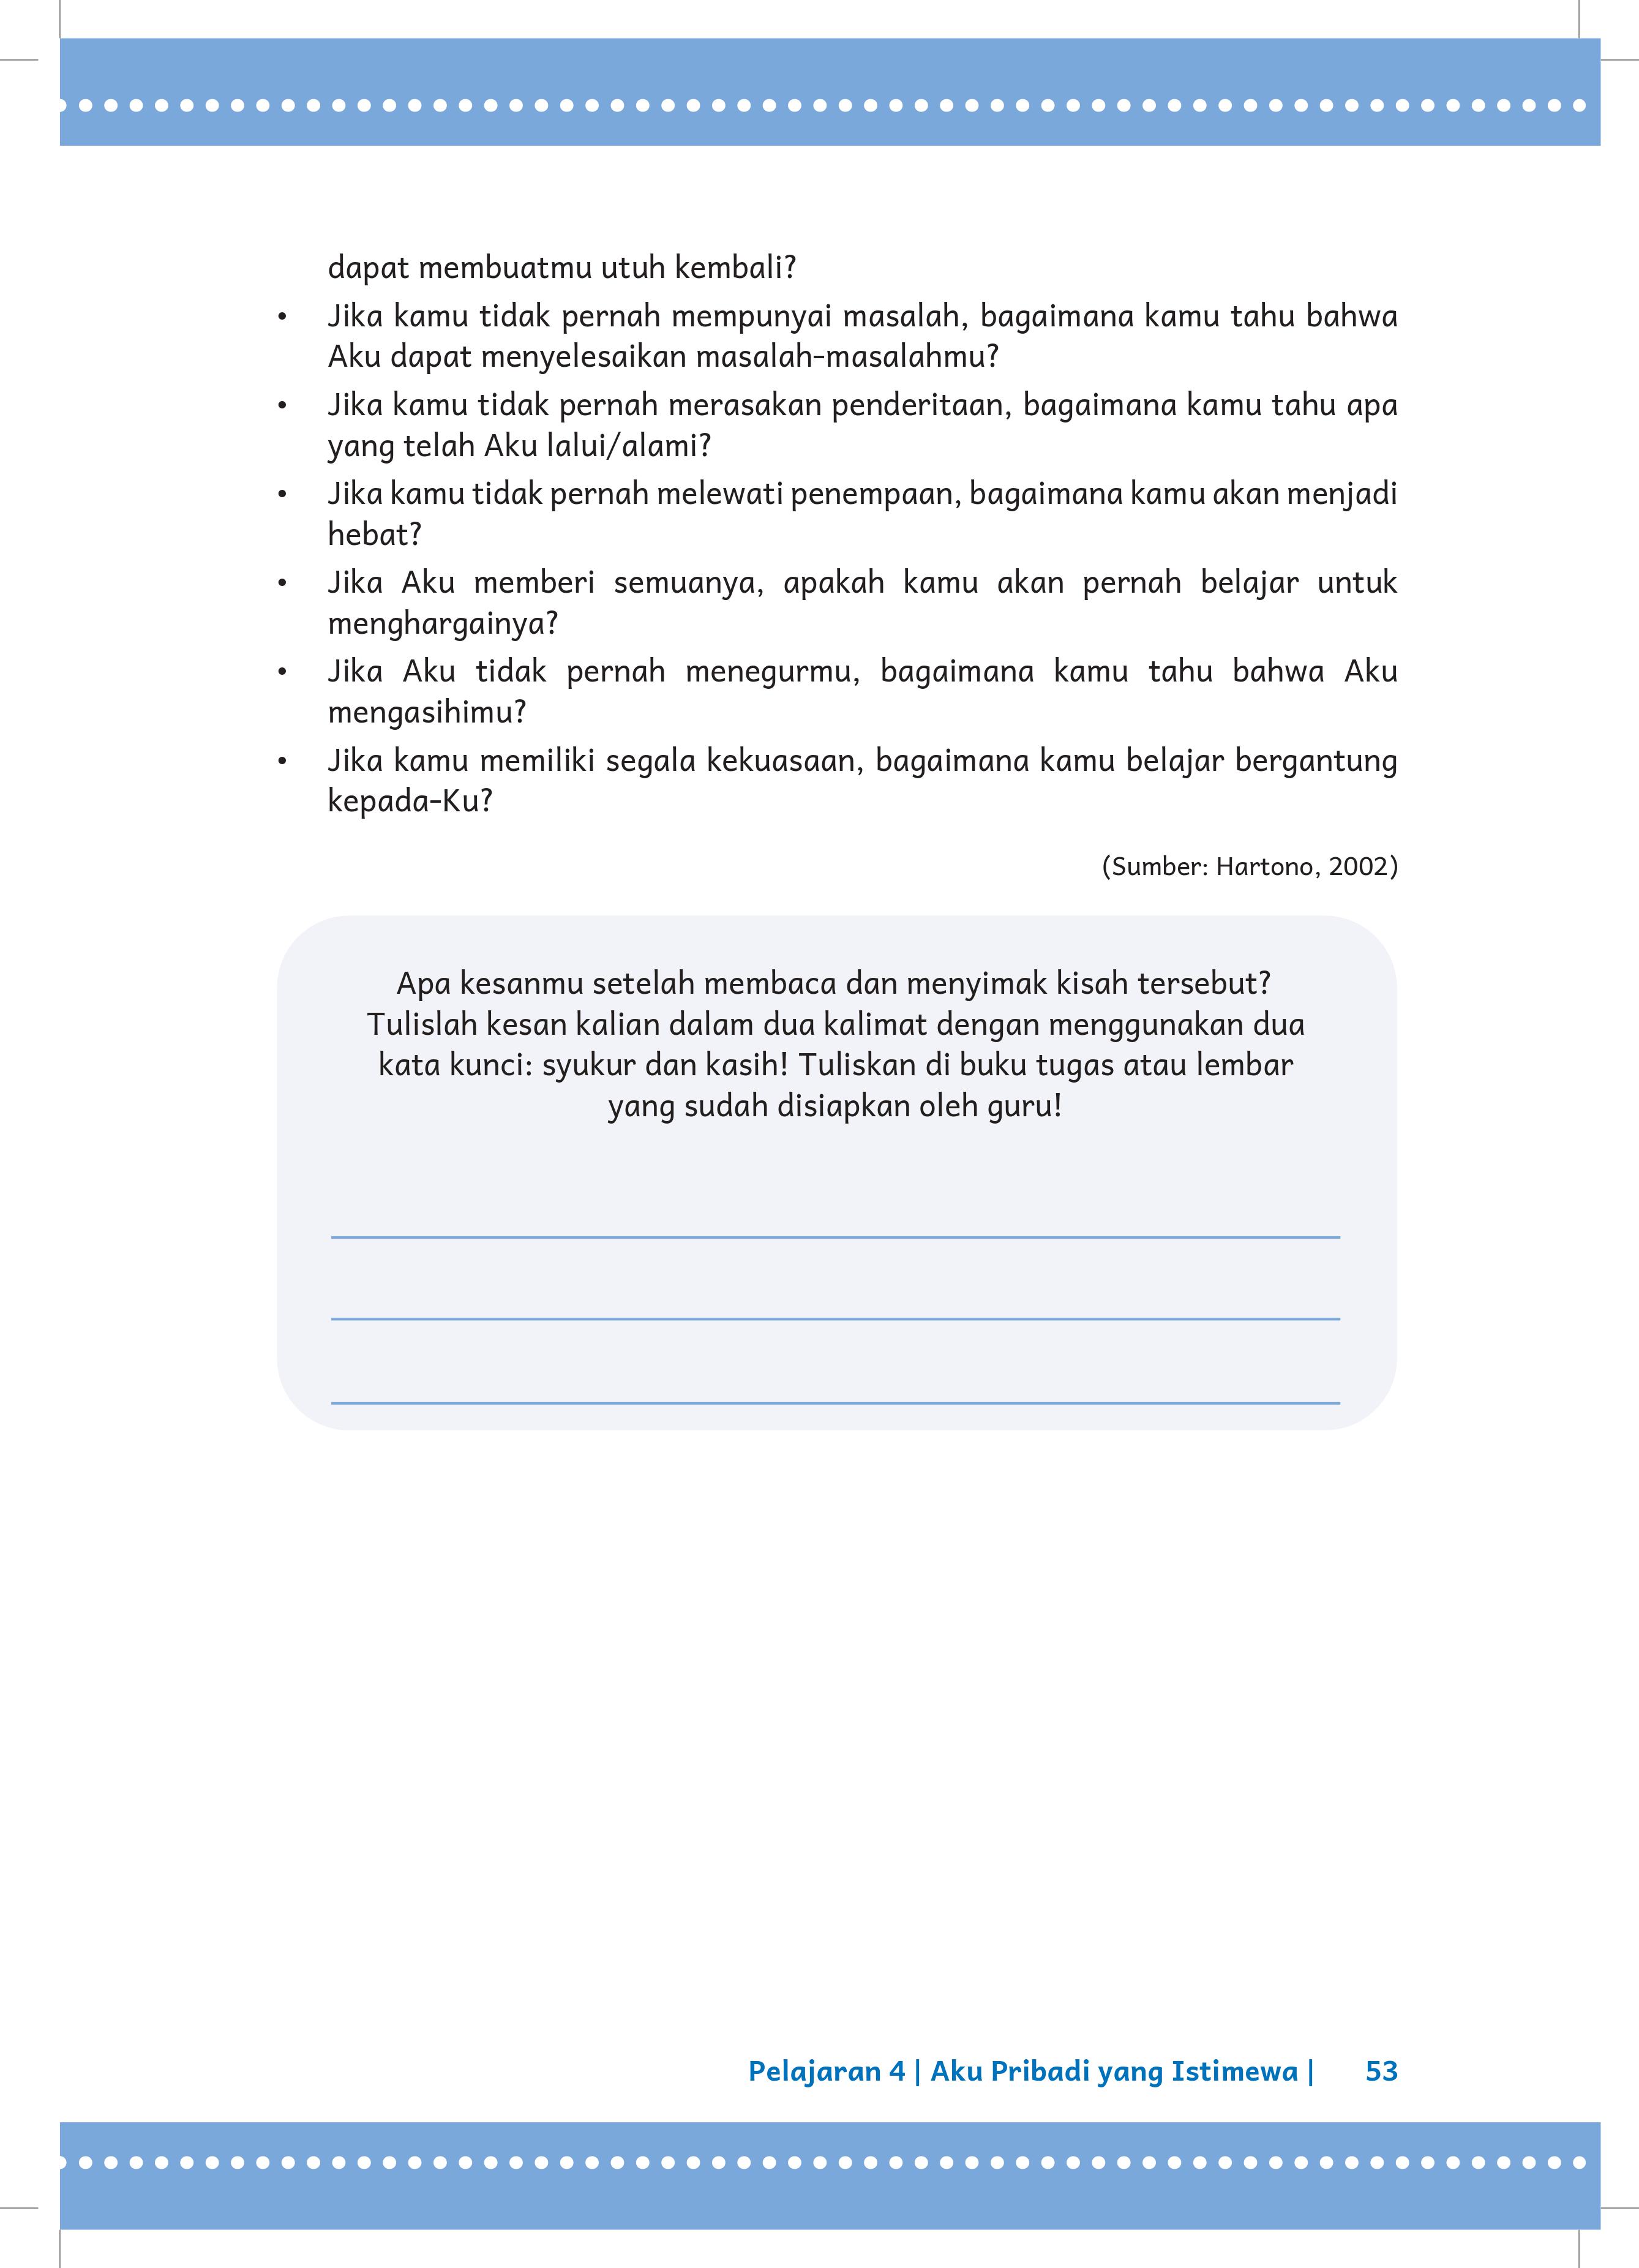 dapat membuatmu utuh kembali?
• Jika kamu tidak pernah mempunyai masalah, bagaimana kamu tahu bahwa
Aku dapat menyelesaikan masalah-masalahmu?
• Jika kamu tidak pernah merasakan penderitaan, bagaimana kamu tahu apa
yang telah Aku lalui/alami?
• Jika kamu tidak pernah melewati penempaan, bagaimana kamu akan menjadi
hebat?
• Jika Aku memberi semuanya, apakah kamu akan pernah belajar untuk
menghargainya?
• Jika Aku tidak pernah menegurmu, bagaimana kamu tahu bahwa Aku
mengasihimu?
• Jika kamu memiliki segala kekuasaan, bagaimana kamu belajar bergantung
kepada-Ku?
(Sumber: Hartono, 2002)
Apa kesanmu setelah membaca dan menyimak kisah tersebut?
Tulislah kesan kalian dalam dua kalimat dengan menggunakan dua
kata kunci: syukur dan kasih! Tuliskan di buku tugas atau lembar
yang sudah disiapkan oleh guru!
Pelajaran 4 | Aku Pribadi yang Istimewa | 53